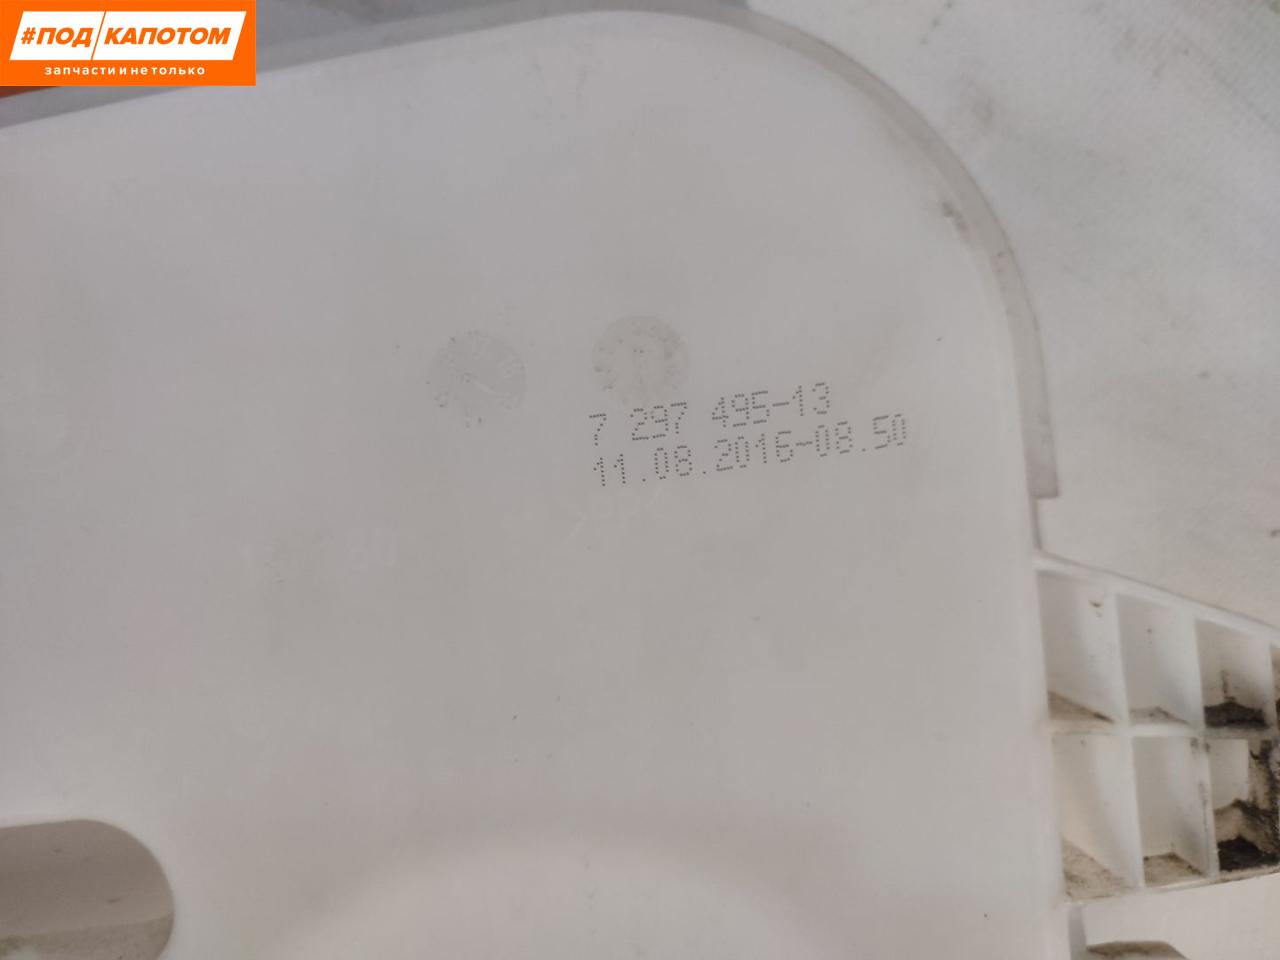 #ПОД КАПОТОМ
запчасти и не только
7 297 495-13
11.08.2016-08.50